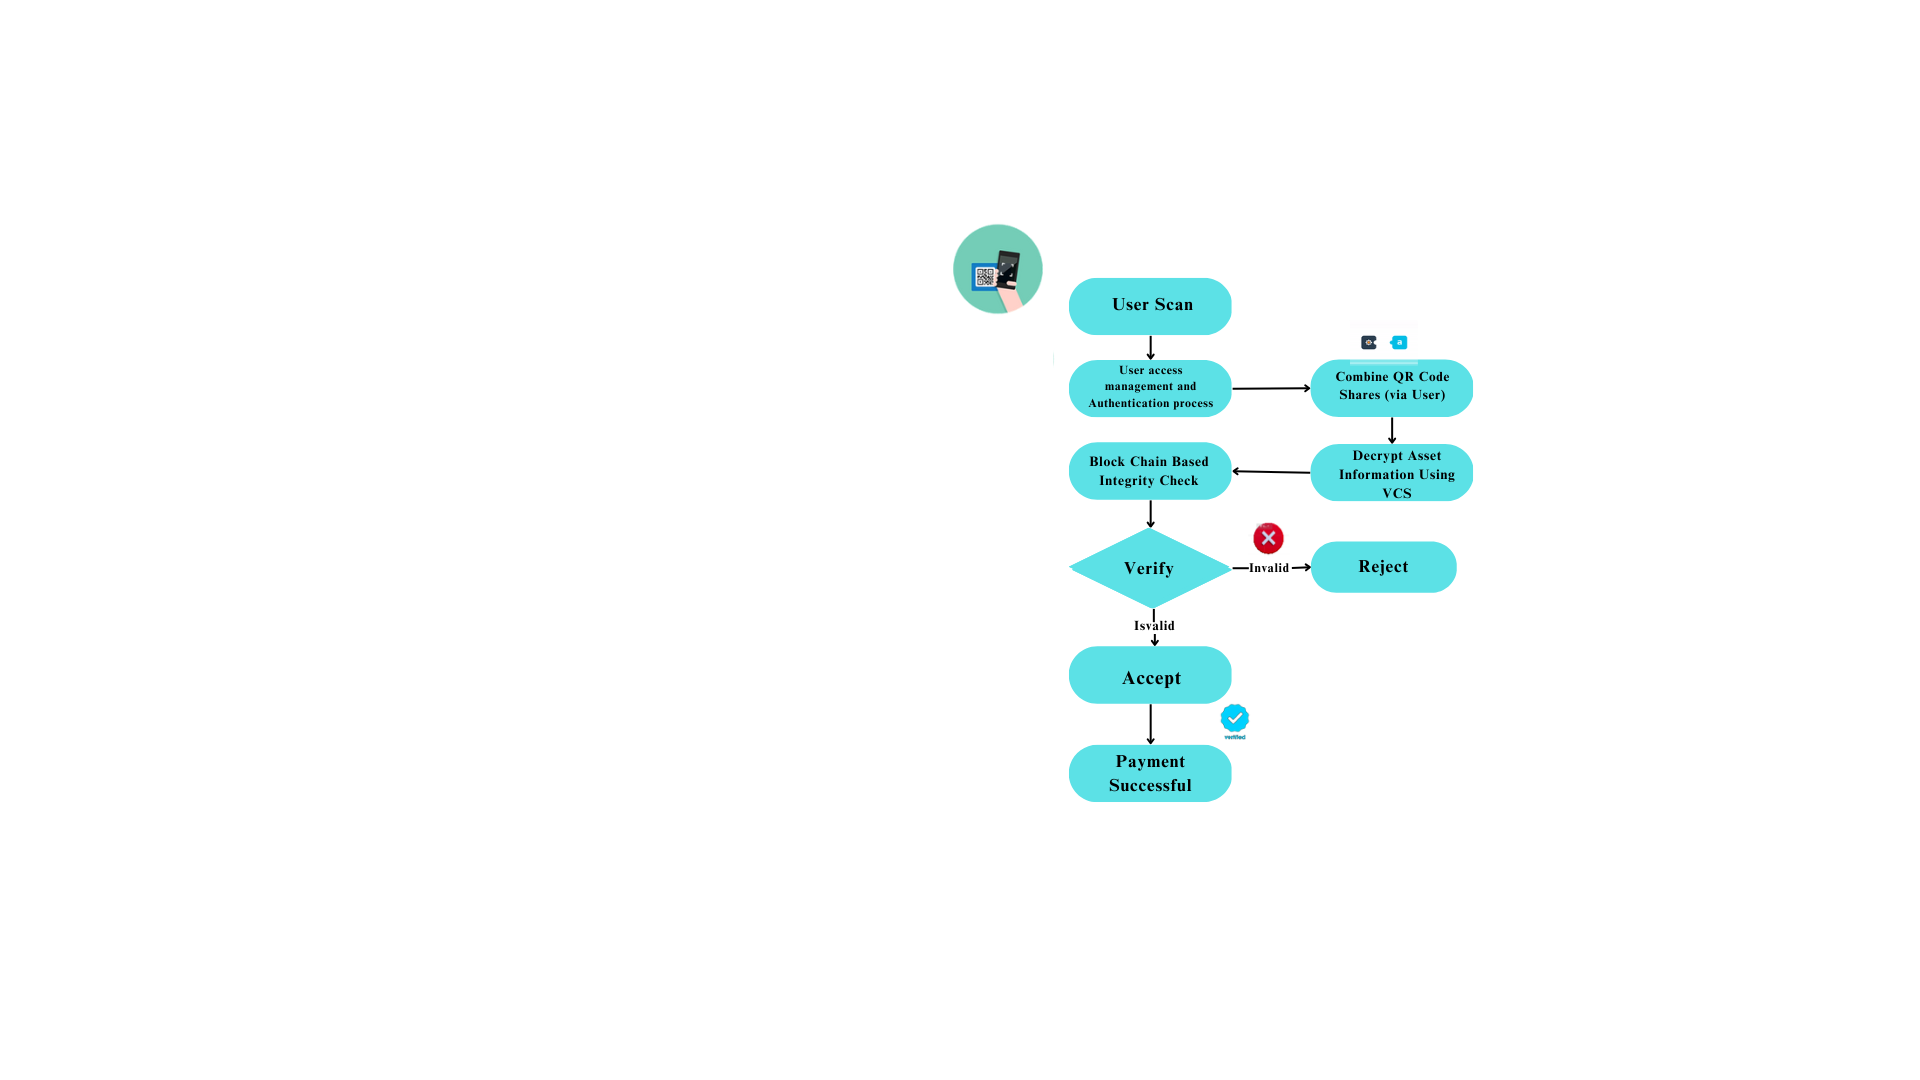 User Scan
User access
management and
Authentication process
Combine QR Code
Shares (via User)
Decrypt Asset
Information Using
VCS
Block Chain Based
Integrity Check
Verify
Invalid
Reject
Isvalid
Accept
verified
Payment
Successful